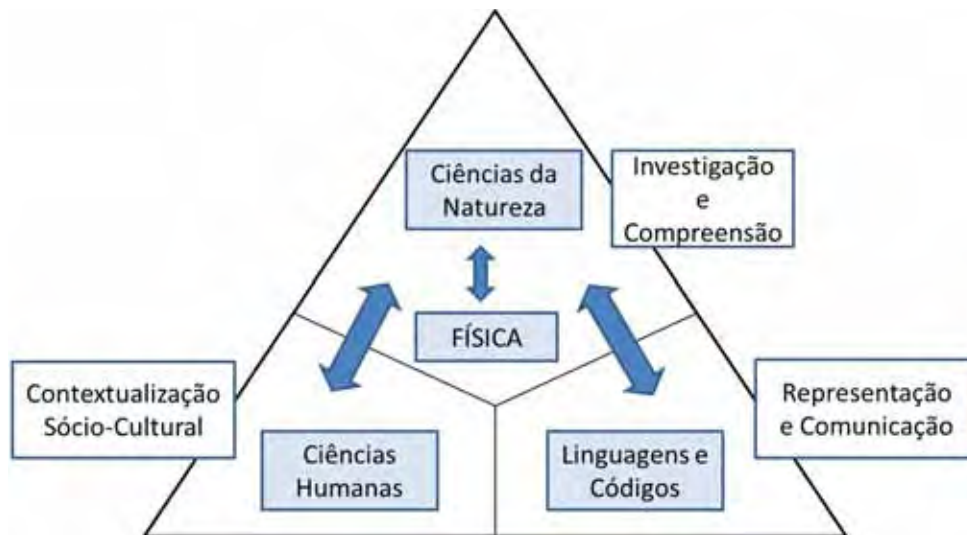 Ciências da
Natureza
Investigação
e
Compreensão
FÍSICA
Contextualização
Sócio-Cultural
Representação
e Comunicação
Ciências
Humanas
Linguagens e
Códigos